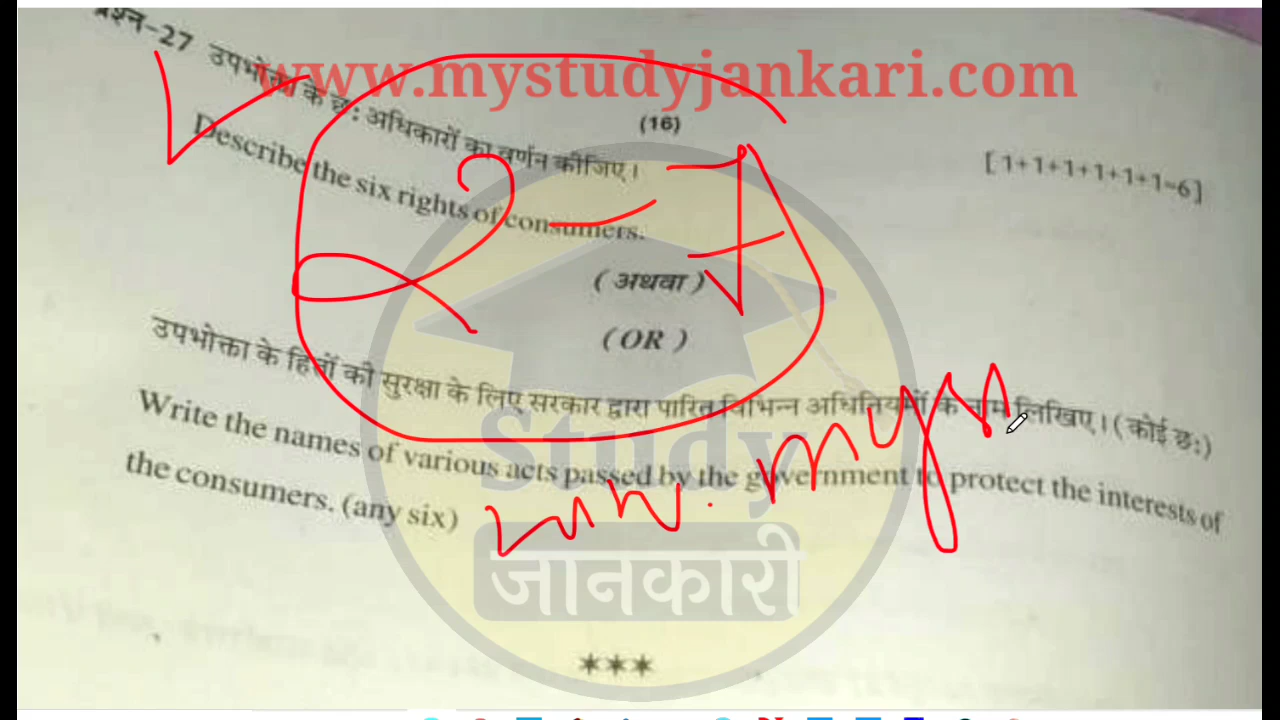 www.mystudyjankari.com
(16)
प्रश्न-27 उपभोक्ता के छ: अधिकारों का वर्णन कीजिए।
[1+1+1+1+1+1=6]
Describe the six rights of consumers.
( अथवा )
( OR )
उपभोक्ता के हितों की सुरक्षा के लिए सरकार द्वारा पारित विभिन्न अधिनियमों के नाम लिखिए। ( कोई छ:)
Write the names of various acts passed by the government to protect the interests of
the consumers. (any six)
Study
जानकारी
***